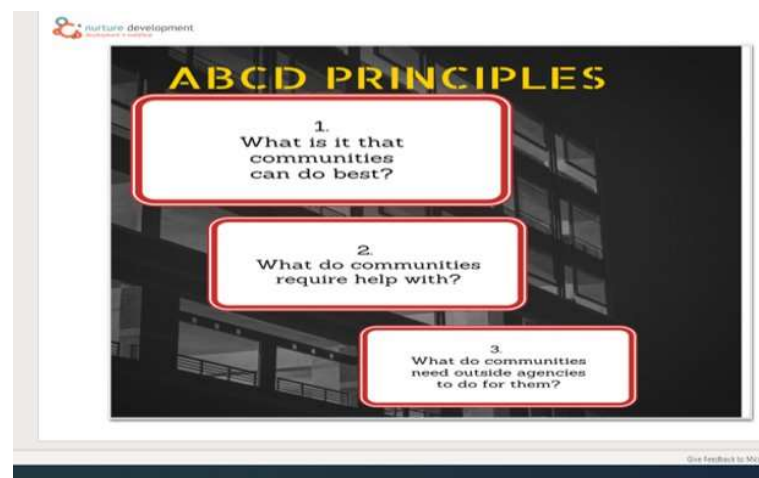 nurture development
ABCD PRINCIPLES
1.
What is it that
communities
can do best?
2.
What do communities
require help with?
3.
What do communities
need outside agencies
to do for them?
Give Feedback to Mic